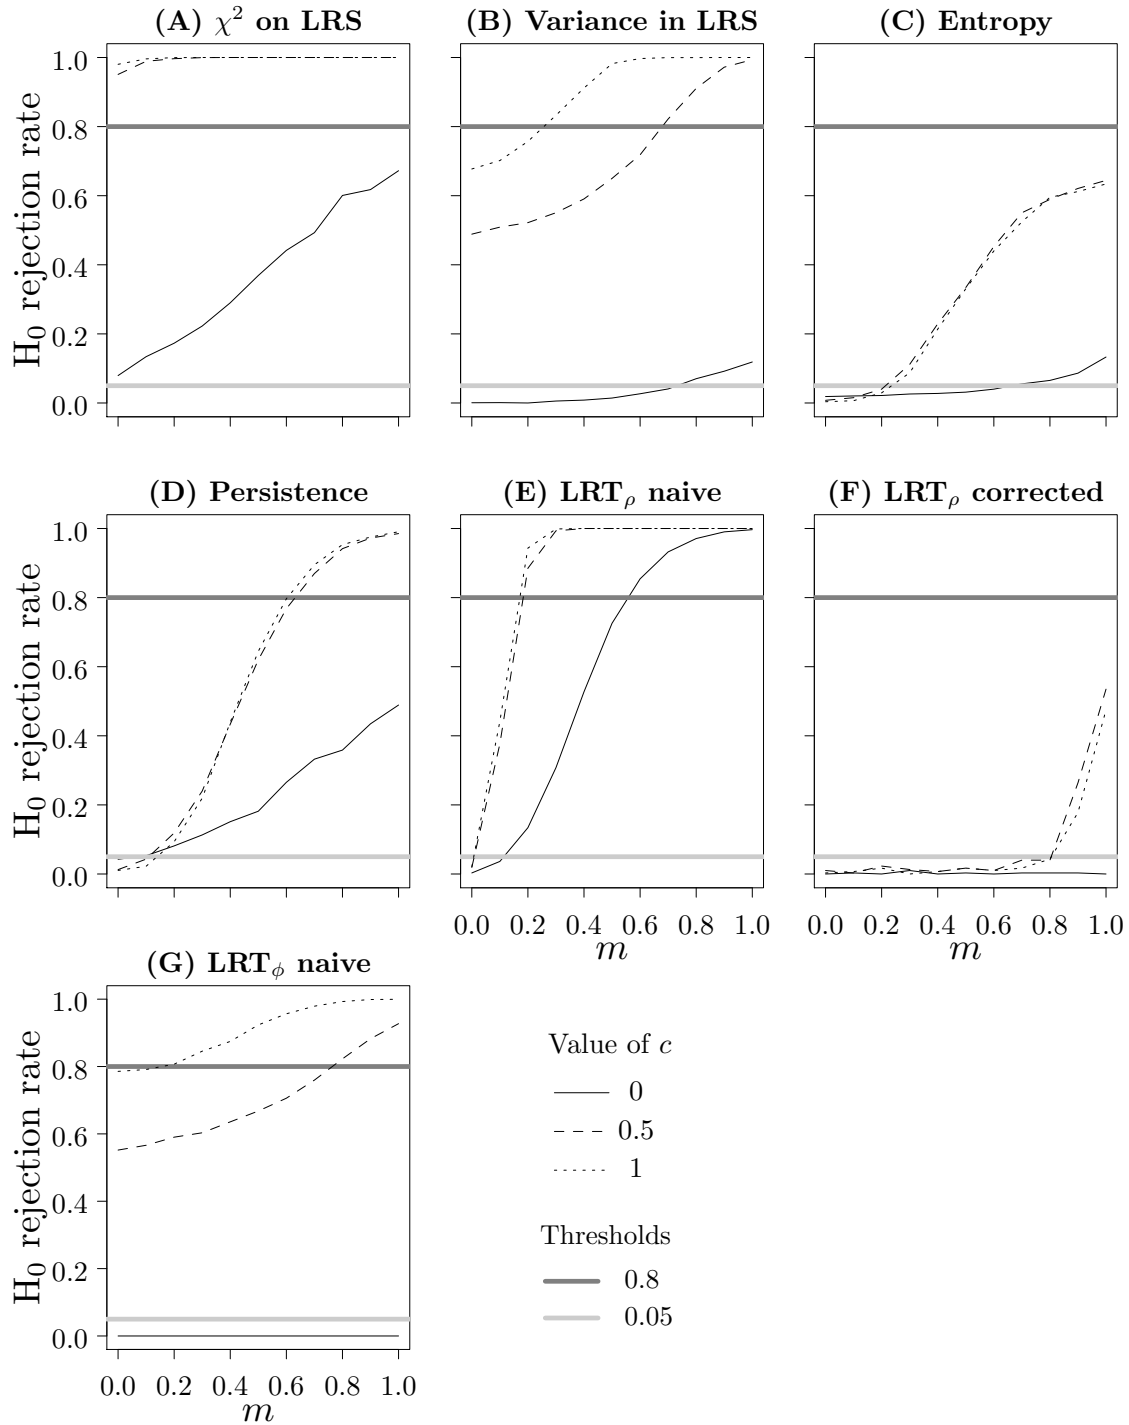 (A) χ² on LRS
(B) Variance in LRS
(C) Entropy
H₀ rejection rate
1.0
0.8
0.6
0.4
0.2
0.0
(D) Persistence
(E) LRTρ naive
(F) LRTρ corrected
H₀ rejection rate
1.0
0.8
0.6
0.4
0.2
0.0
0.0 0.2 0.4 0.6 0.8 1.0
m
0.0 0.2 0.4 0.6 0.8 1.0
m
(G) LRTϕ naive
H₀ rejection rate
1.0
0.8
0.6
0.4
0.2
0.0
0.0 0.2 0.4 0.6 0.8 1.0
m
Value of c
0
0.5
1
Thresholds
0.8
0.05